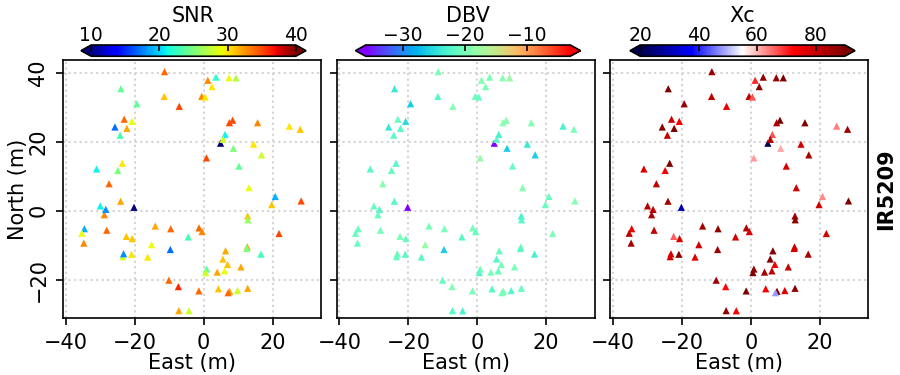 SNR DBV Xc
10 20 30 40 −30 −20 −10 20 40 60 80
40
20
0
−20
North (m)
−40 −20 0 20 −40 −20 0 20 −40 −20 0 20
East (m) East (m) East (m)
IR5209